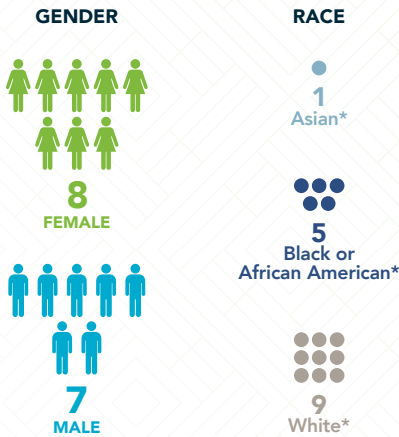 GENDER
8
FEMALE
7
MALE
RACE
1
Asian*
5
Black or
African American*
9
White*